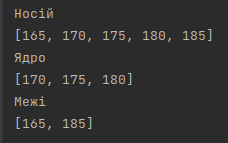 Носій
[165, 170, 175, 180, 185]
Ядро
[170, 175, 180]
Межі
[165, 185]